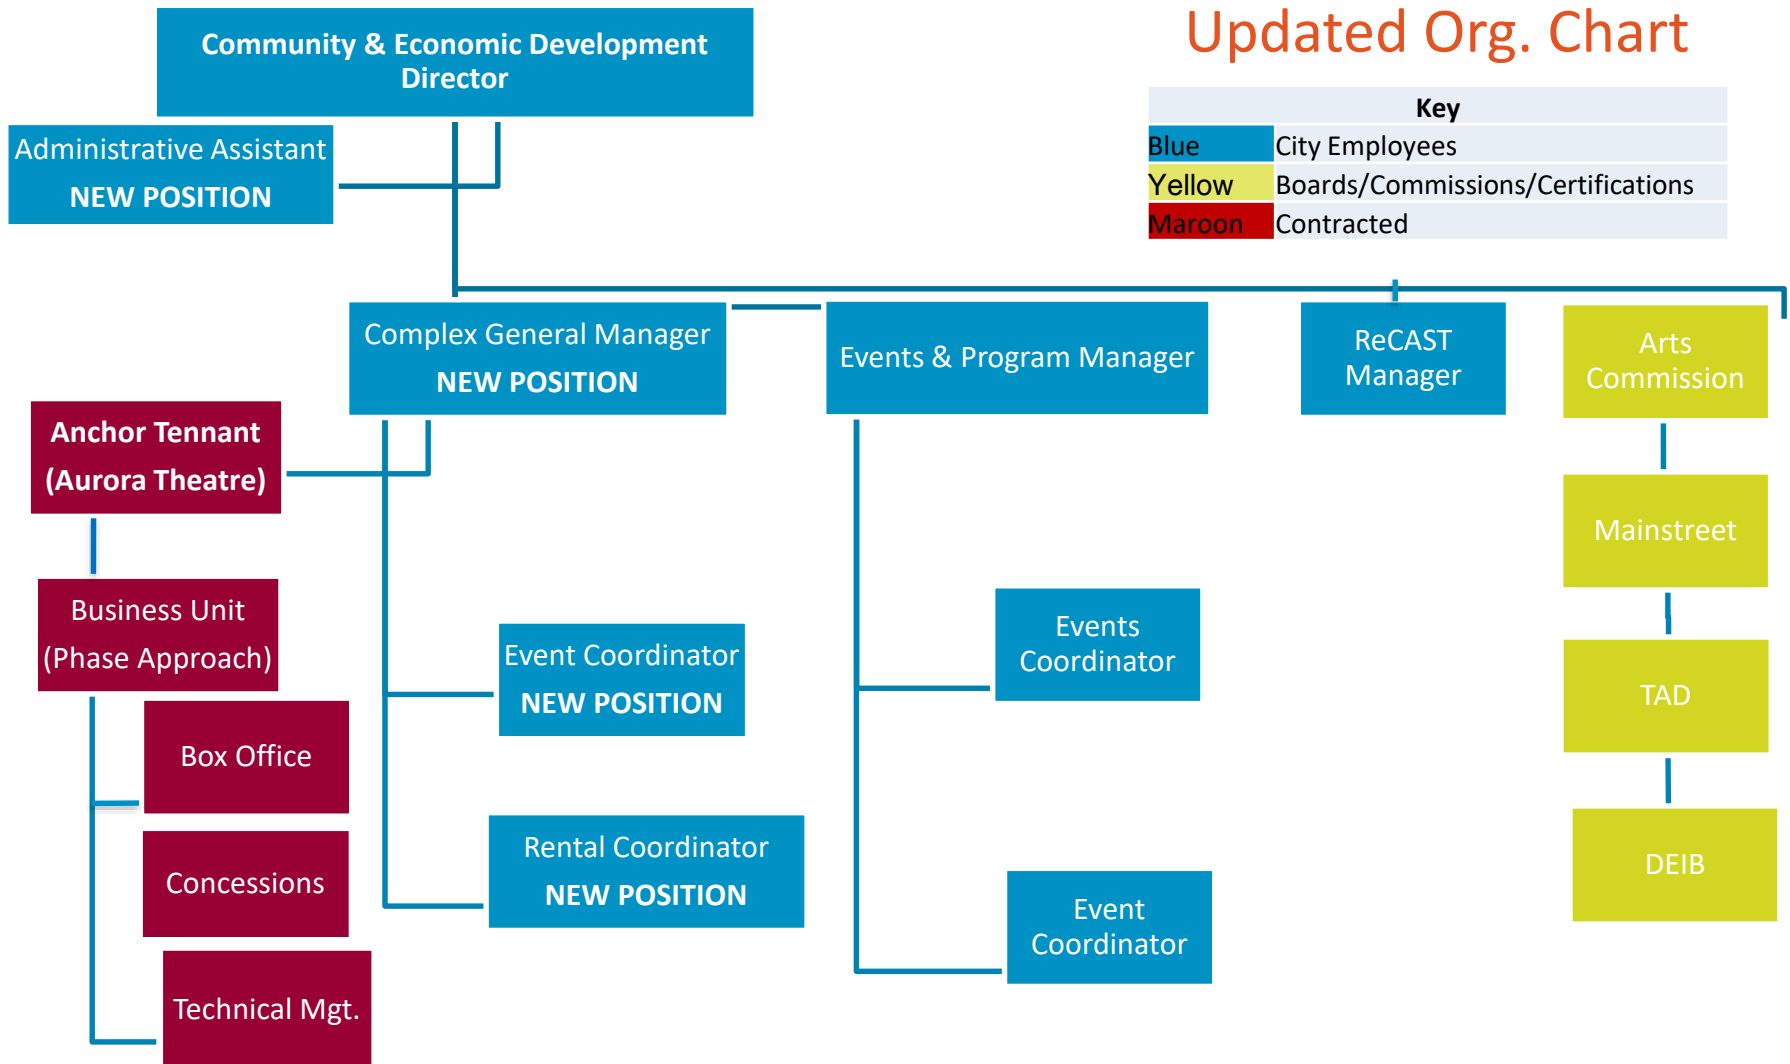 Updated Org. Chart
Community & Economic Development
Director
Key
Blue City Employees
Yellow Boards/Commissions/Certifications
Maroon Contracted
Administrative Assistant
NEW POSITION
Complex General Manager
NEW POSITION
Events & Program Manager
ReCAST
Manager
Arts
Commission
Anchor Tennant
(Aurora Theatre)
Mainstreet
Business Unit
(Phase Approach)
Event Coordinator
NEW POSITION
Events
Coordinator
TAD
Box Office
Rental Coordinator
NEW POSITION
DEIB
Concessions
Event
Coordinator
Technical Mgt.